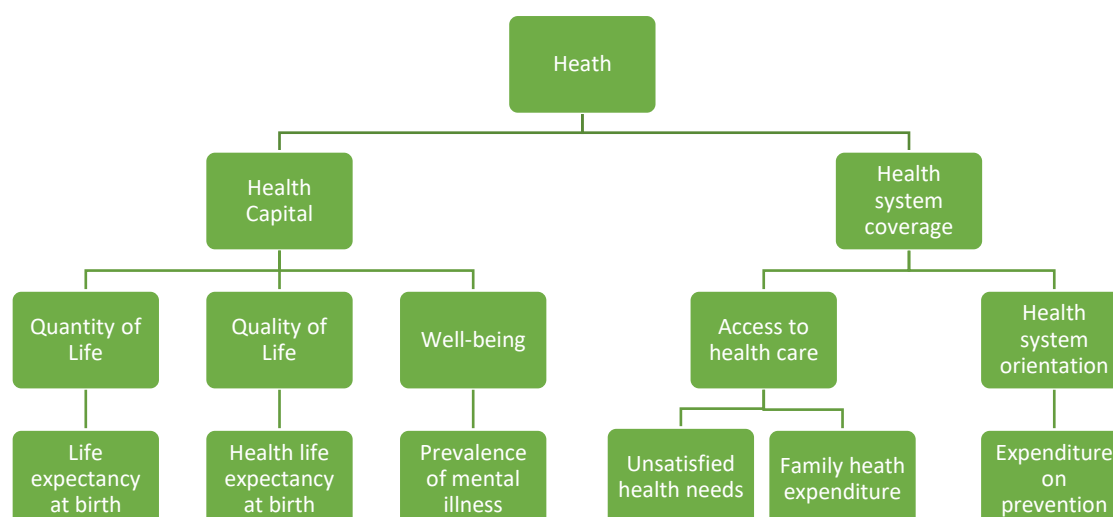 Heath
Health
Capital
Health
system
coverage
Quantity of
Life
Quality of
Life
Well-being
Access to
health care
Health
system
orientation
Life
expectancy
at birth
Health life
expectancy
at birth
Prevalence
of mental
illness
Unsatisfied
health needs
Family heath
expenditure
Expenditure
on
prevention